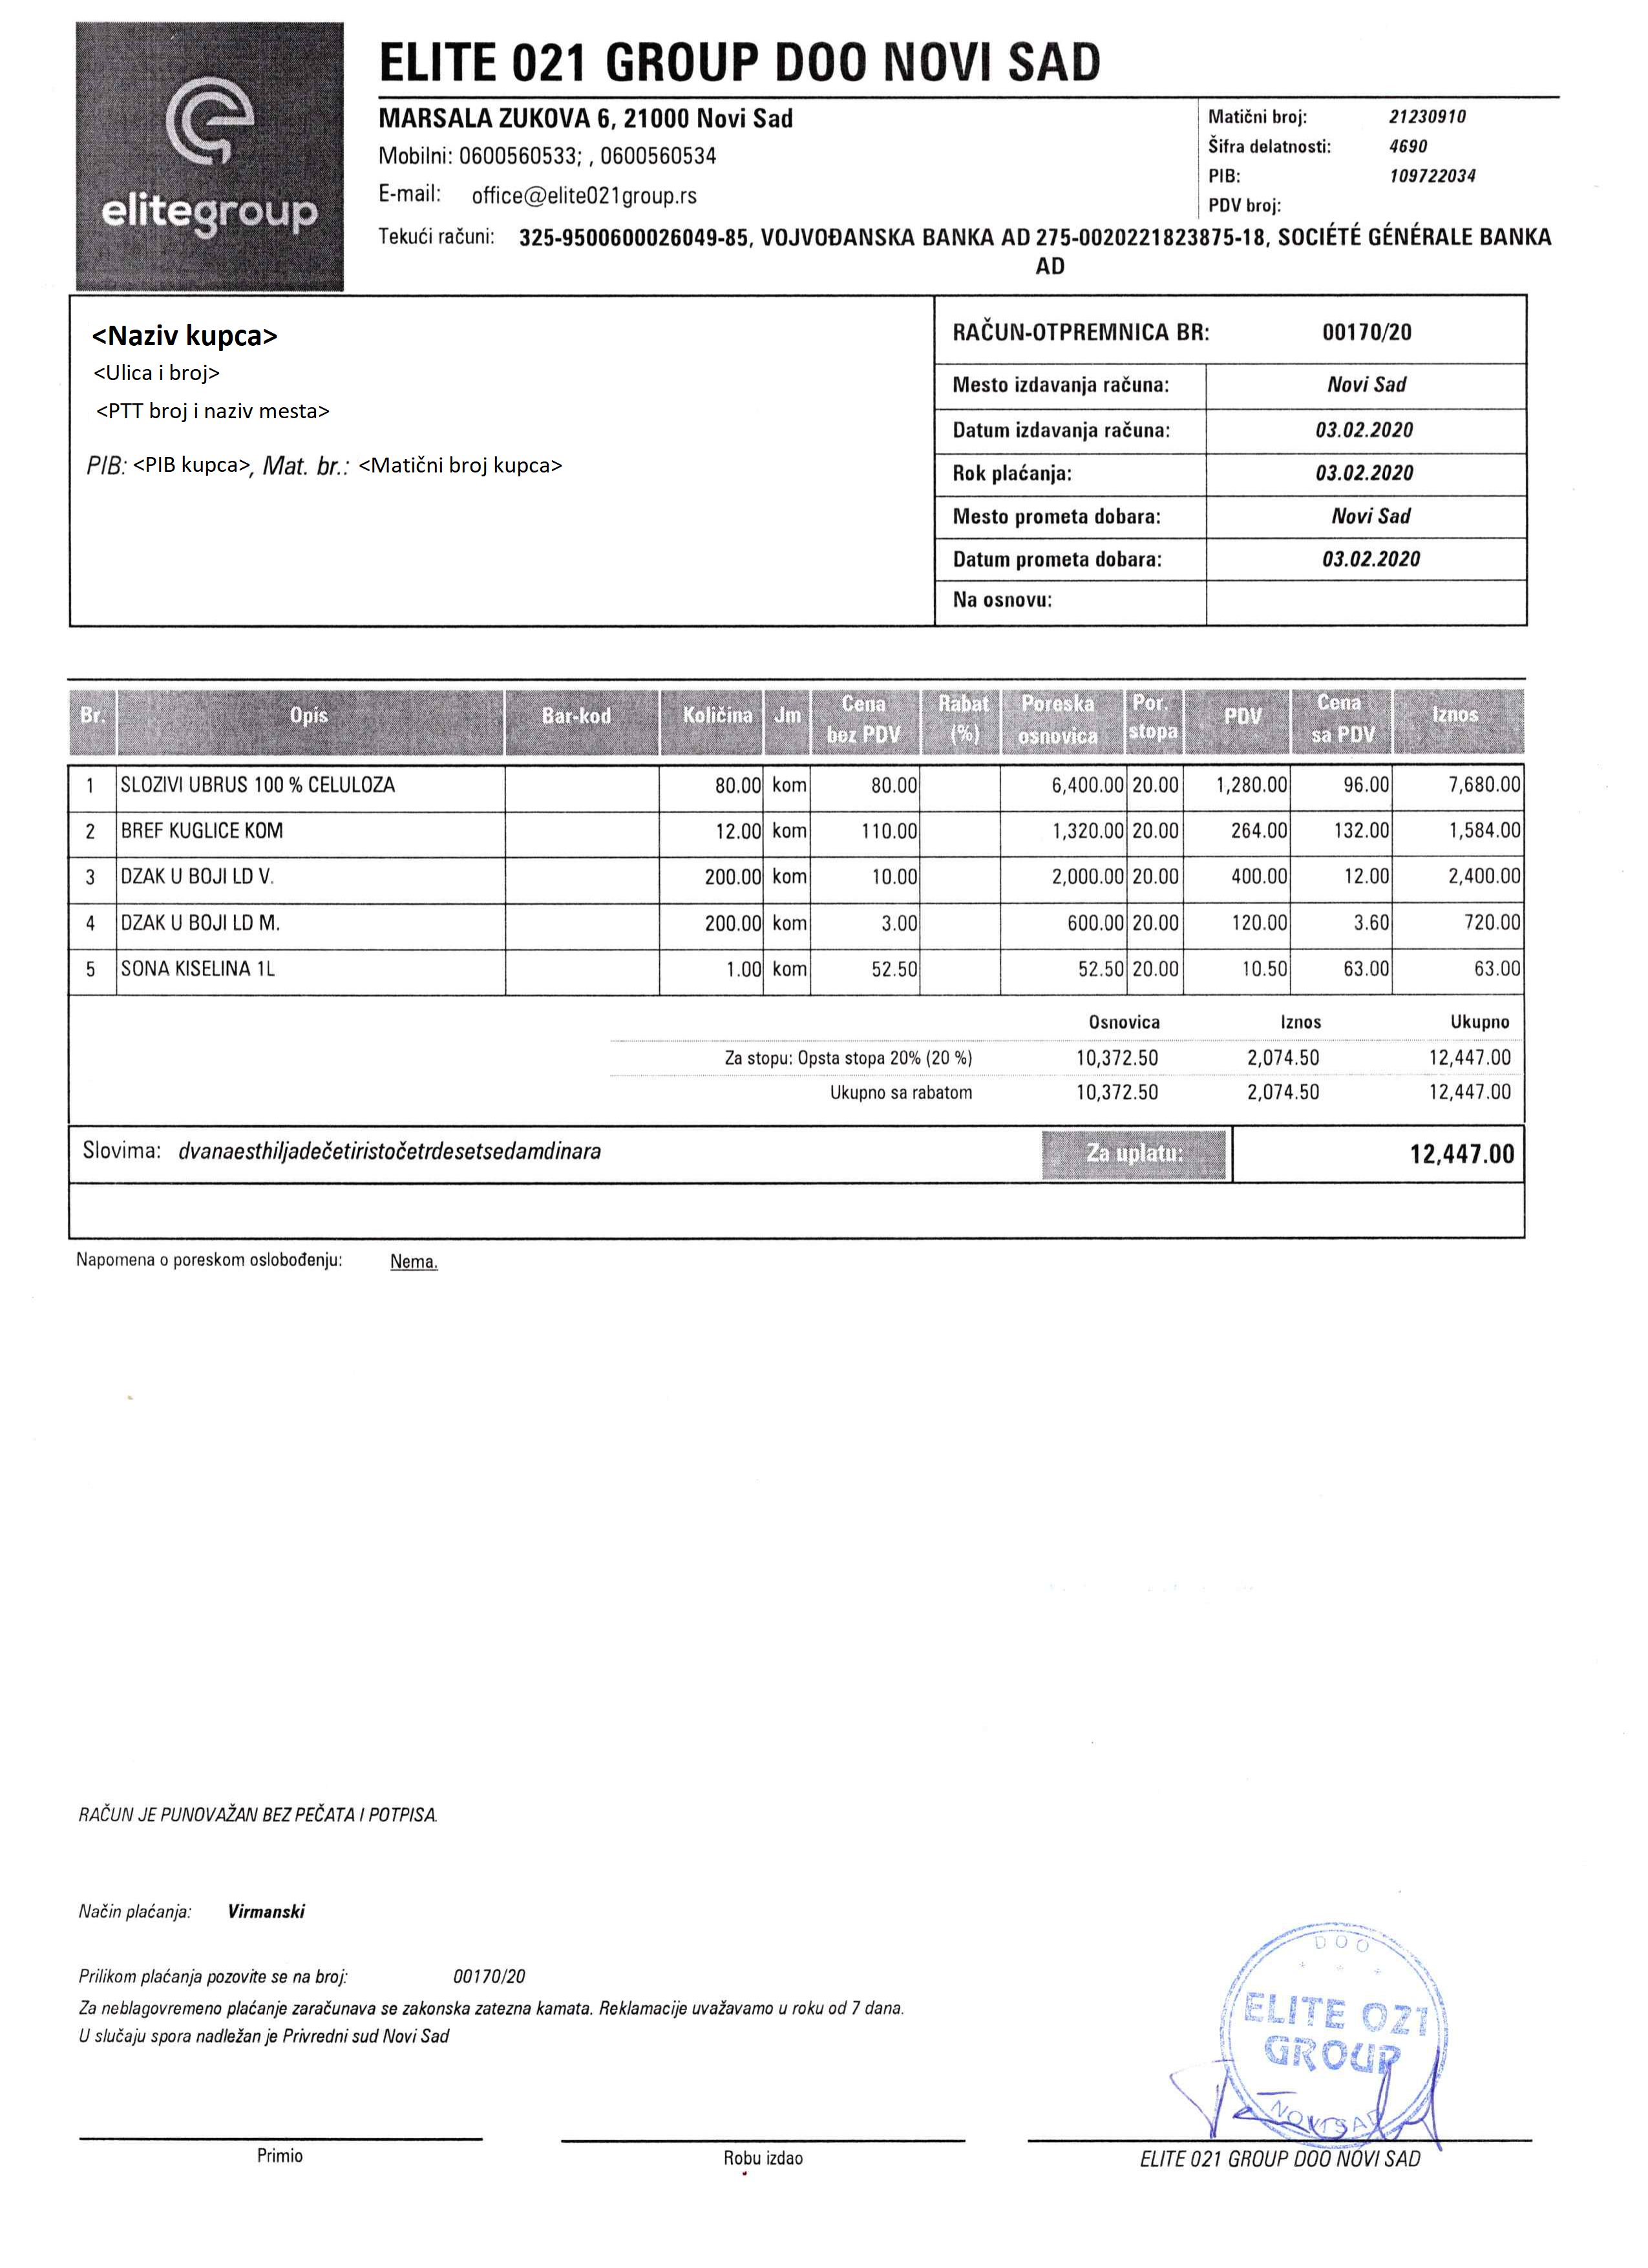 elitegroup
ELITE 021 GROUP DOO NOVI SAD
MARSALA ZUKOVA 6, 21000 Novi Sad
Mobilni: 0600560533; , 0600560534
E-mail: office@elite021group.rs
Matični broj: 21230910
Šifra delatnosti: 4690
PIB: 109722034
PDV broj:
Tekući računi: 325-9500600026049-85, VOJVOĐANSKA BANKA AD 275-0020221823875-18, SOCIÉTÉ GÉNÉRALE BANKA
AD
<Naziv kupca>
<Ulica i broj>
<PTT broj i naziv mesta>
PIB: <PIB kupca>, Mat. br.: <Matični broj kupca>
RAČUN-OTPREMNICA BR: 00170/20
Mesto izdavanja računa: Novi Sad
Datum izdavanja računa: 03.02.2020
Rok plaćanja: 03.02.2020
Mesto prometa dobara: Novi Sad
Datum prometa dobara: 03.02.2020
Na osnovu:
Br. Opis Bar-kod Količina Jm Cena bez PDV Rabat (%) Poreska osnovica Por. stopa PDV Cena sa PDV Iznos
1 SLOZIVI UBRUS 100 % CELULOZA 80.00 kom 80.00 6,400.00 20.00 1,280.00 96.00 7,680.00
2 BREF KUGLICE KOM 12.00 kom 110.00 1,320.00 20.00 264.00 132.00 1,584.00
3 DZAK U BOJI LD V. 200.00 kom 10.00 2,000.00 20.00 400.00 12.00 2,400.00
4 DZAK U BOJI LD M. 200.00 kom 3.00 600.00 20.00 120.00 3.60 720.00
5 SONA KISELINA 1L 1.00 kom 52.50 52.50 20.00 10.50 63.00 63.00
Osnovica Iznos Ukupno
Za stopu: Opsta stopa 20% (20 %) 10,372.50 2,074.50 12,447.00
Ukupno sa rabatom 10,372.50 2,074.50 12,447.00
Slovima: dvanaesthiljadečetiristočetrdesetsedamdinara Za uplatu: 12,447.00
Napomena o poreskom oslobođenju: Nema.
RAČUN JE PUNOVAŽAN BEZ PEČATA I POTPISA.
Način plaćanja: Virmanski
Prilikom plaćanja pozovite se na broj: 00170/20
Za neblagovremeno plaćanje zaračunava se zakonska zatezna kamata. Reklamacije uvažavamo u roku od 7 dana.
U slučaju spora nadležan je Privredni sud Novi Sad
DOO
ELITE 021
GROUP
NOVI SAD
Primio
Robu izdao
ELITE 021 GROUP DOO NOVI SAD